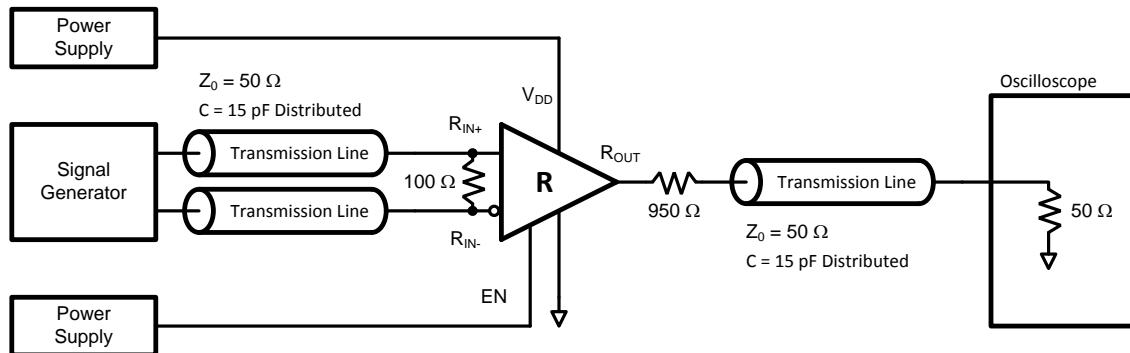 Power
Supply
Z0 = 50 Ω
C = 15 pF Distributed
Oscilloscope
VDD
RIN+
Signal
Generator
Transmission Line
100 Ω
R
ROUT
Transmission Line
950 Ω
50 Ω
Transmission Line
RIN-
Z0 = 50 Ω
C = 15 pF Distributed
EN
Power
Supply